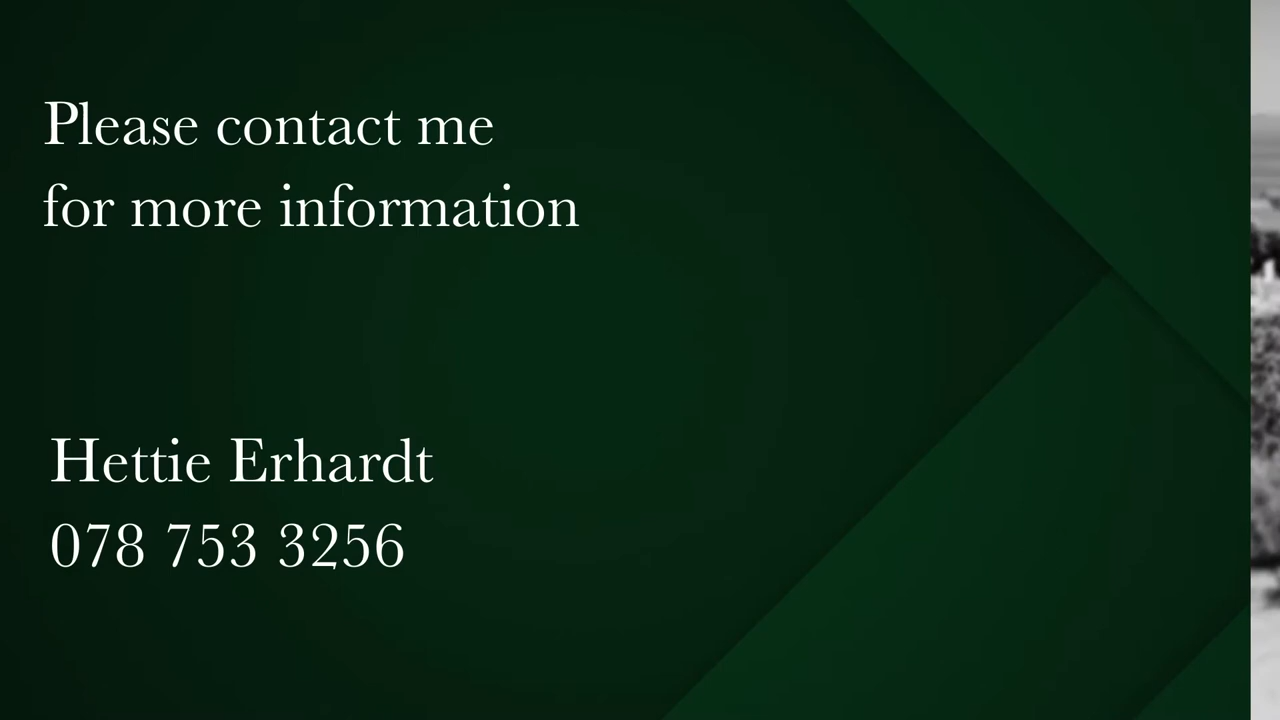 Please contact me
for more information
Hettie Erhardt
078 753 3256